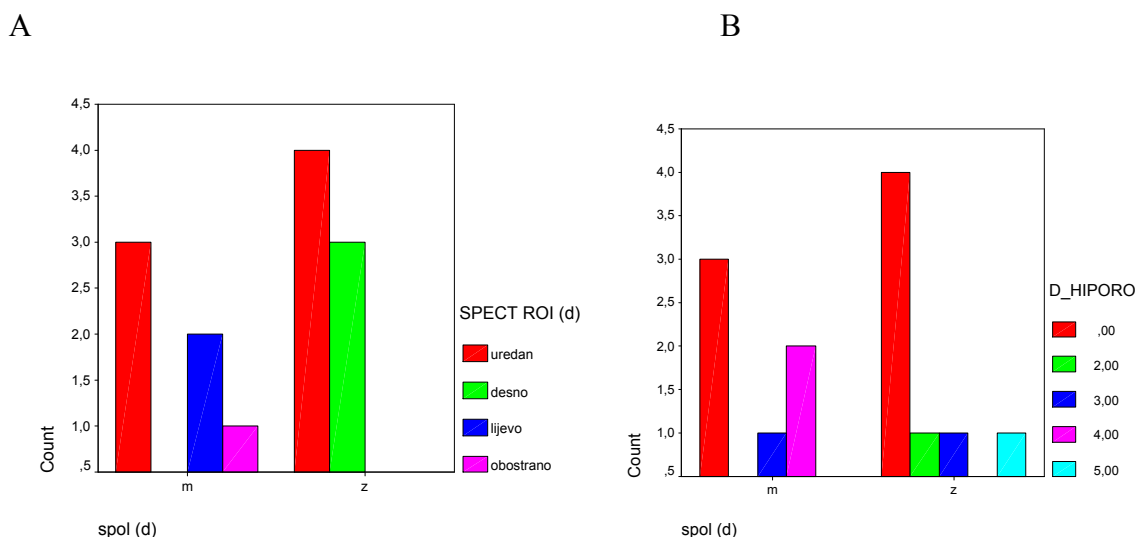 A
B
4,5
4,0
3,5
3,0
2,5
2,0
1,5
1,0
,5
Count
m
z
spol (d)
SPECT ROI (d)
uredan
desno
lijevo
obostrano
4,5
4,0
3,5
3,0
2,5
2,0
1,5
1,0
,5
Count
m
z
spol (d)
D_HIPORO
,00
2,00
3,00
4,00
5,00